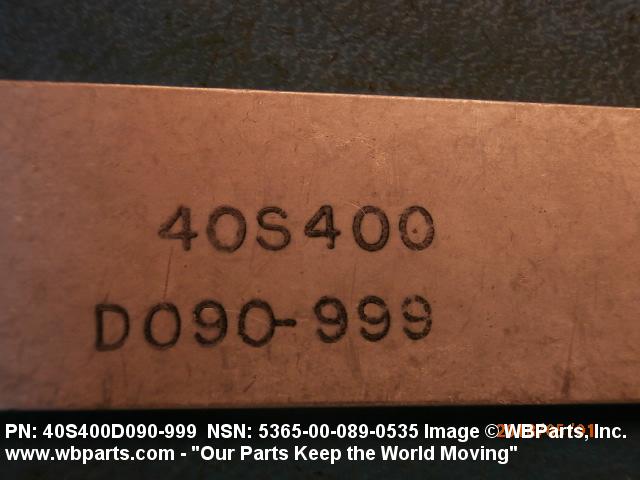 40S400
D090-999
PN: 40S400D090-999 NSN: 5365-00-089-0535 Image © WBParts, Inc.
www.wbparts.com - "Our Parts Keep the World Moving"